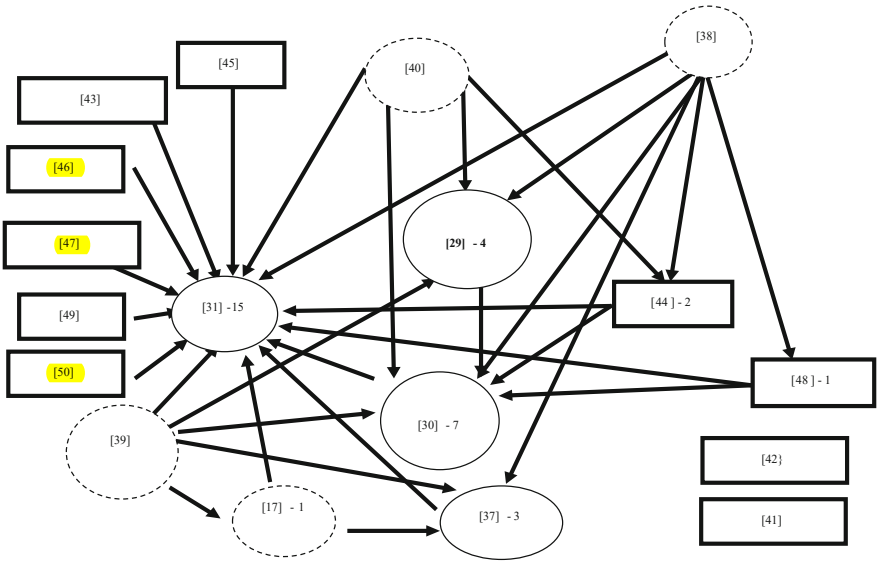 [38]
[45]
[40]
[43]
[46]
[47]
[29] - 4
[31] -15
[44 ] - 2
[49]
[50]
[48 ] - 1
[30] - 7
[39]
[42}
[17] - 1
[37] - 3
[41]